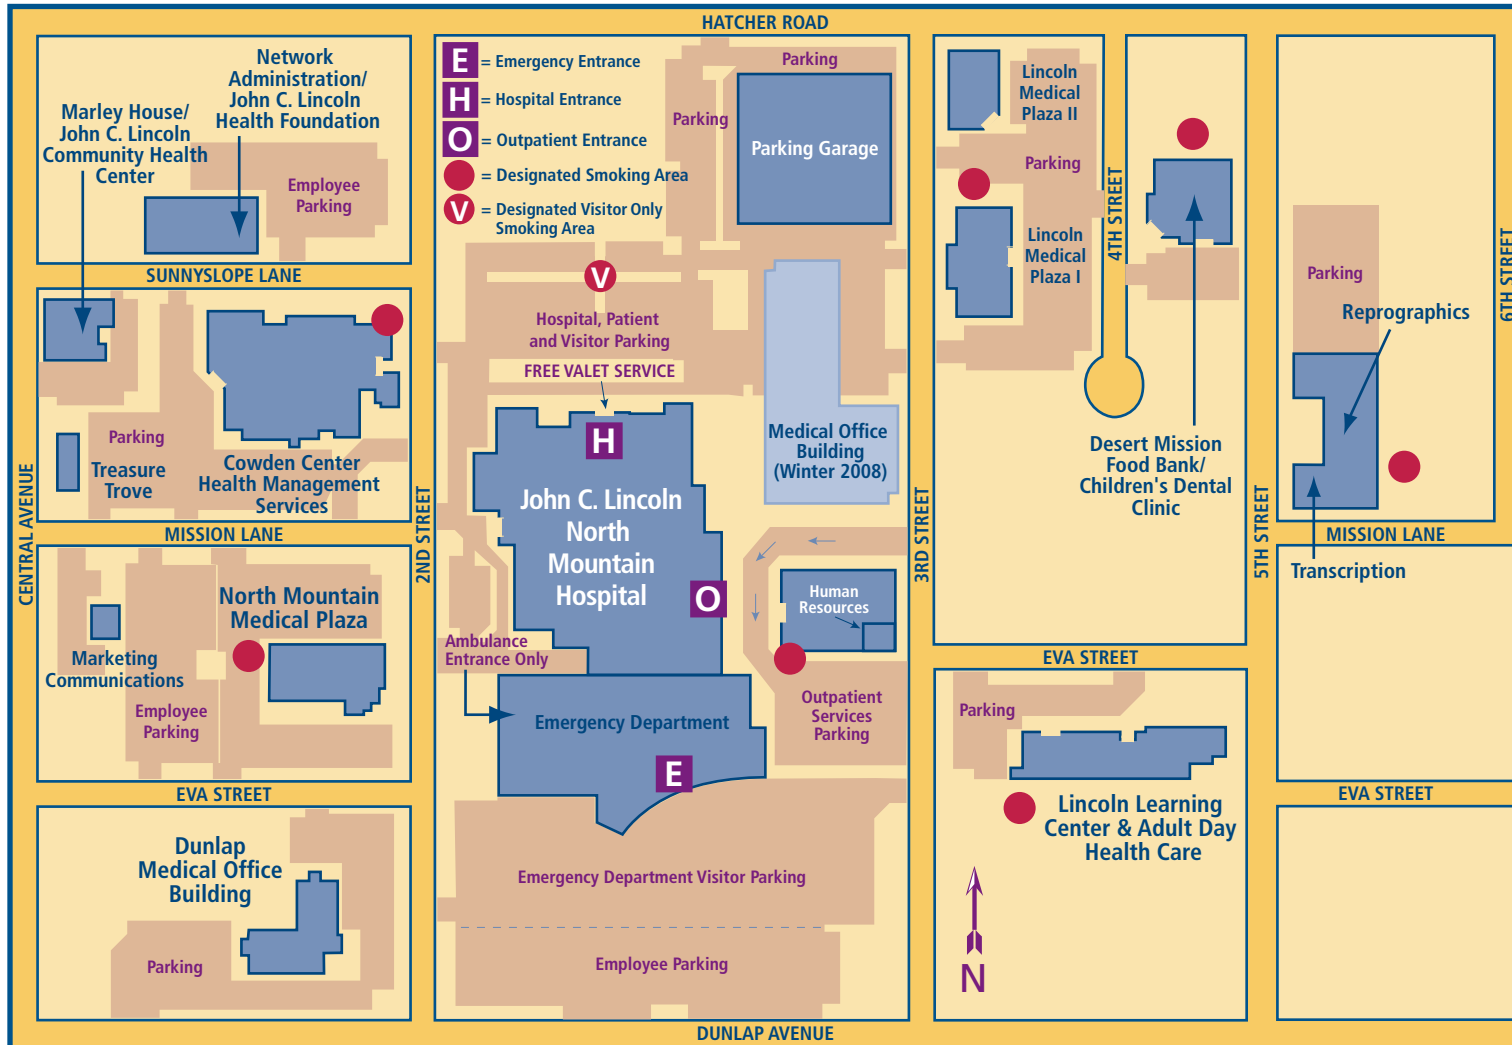 HATCHER ROAD
Network
Administration/
John C. Lincoln
Health Foundation
Marley House/
John C. Lincoln
Community Health
Center
Employee
Parking
SUNNYSLOPE LANE
E = Emergency Entrance
H = Hospital Entrance
O = Outpatient Entrance
= Designated Smoking Area
V = Designated Visitor Only
Smoking Area
Parking
Parking
Parking Garage
V
Hospital, Patient
and Visitor Parking
FREE VALET SERVICE
H
Lincoln
Medical
Plaza II
Parking
Lincoln
Medical
Plaza I
4TH STREET
Parking
6TH STREET
Reprographics
Parking
Treasure
Trove
Cowden Center
Health Management
Services
CENTRAL AVENUE
2ND STREET
MISSION LANE
John C. Lincoln
North
Mountain
Hospital
Medical Office
Building
(Winter 2008)
3RD STREET
Desert Mission
Food Bank/
Children's Dental
Clinic
5TH STREET
MISSION LANE
Transcription
North Mountain
Medical Plaza
Marketing
Communications
Employee
Parking
O
Human
Resources
Ambulance
Entrance Only
Emergency Department
E
Outpatient
Services
Parking
EVA STREET
Parking
EVA STREET
EVA STREET
Dunlap
Medical Office
Building
Parking
Emergency Department Visitor Parking
Employee Parking
Lincoln Learning
Center & Adult Day
Health Care
N
DUNLAP AVENUE